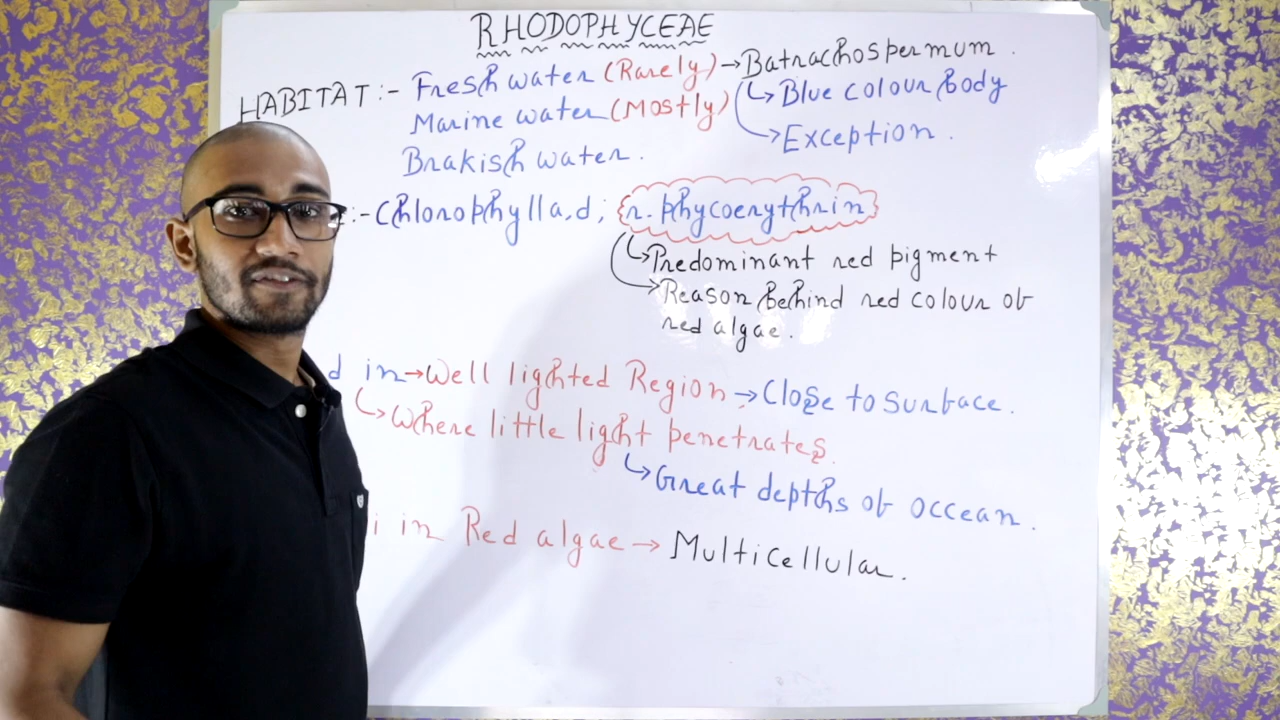 RHODOPHYCEAE
HABITAT:- Fresh water (Rarely) → Batrachospermum.
↳ Blue colour body
Marine water (Mostly)
→ Exception.
Brakish water.
:- Chlorophyll a,d; r.phycoerythrin
↳ Predominant red pigment
→ Reason behind red colour of
red algae.
d in → Well lighted Region → Close to surface.
↳ Where little light penetrates.
↳ Great depths of occean.
i in Red algae → Multicellular.